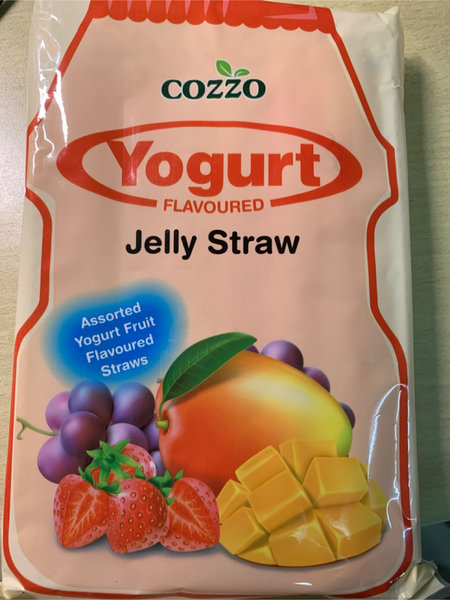 COZZO
Yogurt
FLAVOURED
Jelly Straw
Assorted
Yogurt Fruit
Flavoured
Straws